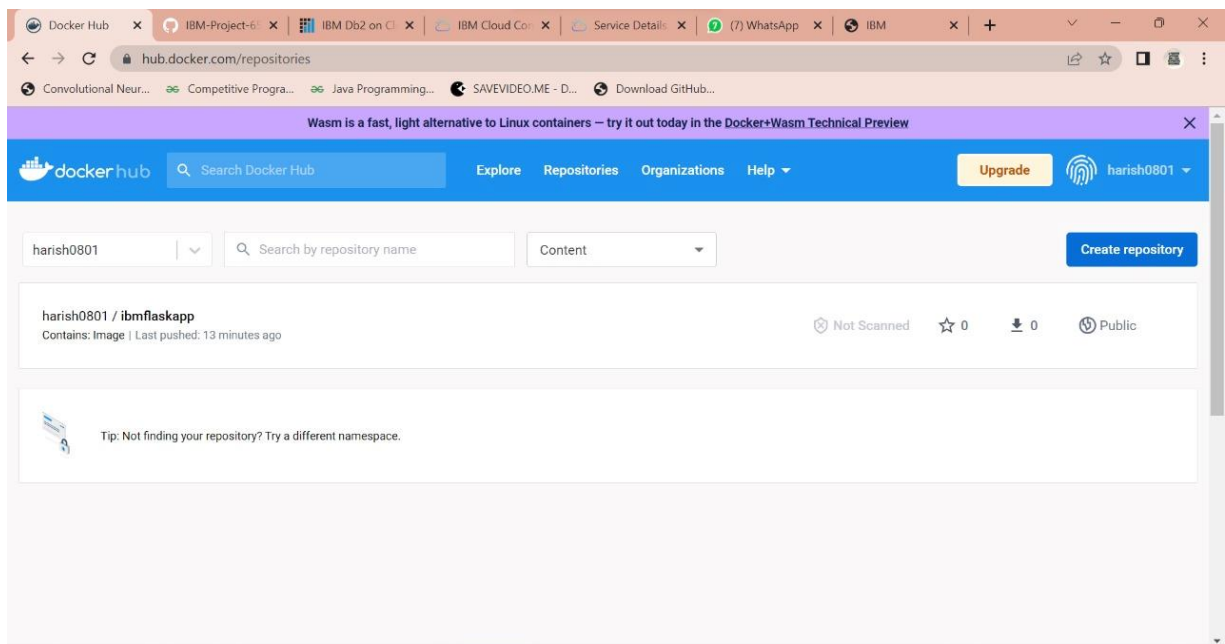 Docker Hub IBM-Project-65 IBM Db2 on Cl IBM Cloud Con Service Details (7) WhatsApp IBM
hub.docker.com/repositories
Convolutional Neur... Competitive Progra... Java Programming... SAVEVIDEO.ME - D... Download GitHub...
Wasm is a fast, light alternative to Linux containers — try it out today in the Docker+Wasm Technical Preview
dockerhub Search Docker Hub Explore Repositories Organizations Help Upgrade harish0801
harish0801 Search by repository name Content Create repository
harish0801 / ibmflaskapp
Contains: Image | Last pushed: 13 minutes ago Not Scanned 0 0 Public
Tip: Not finding your repository? Try a different namespace.